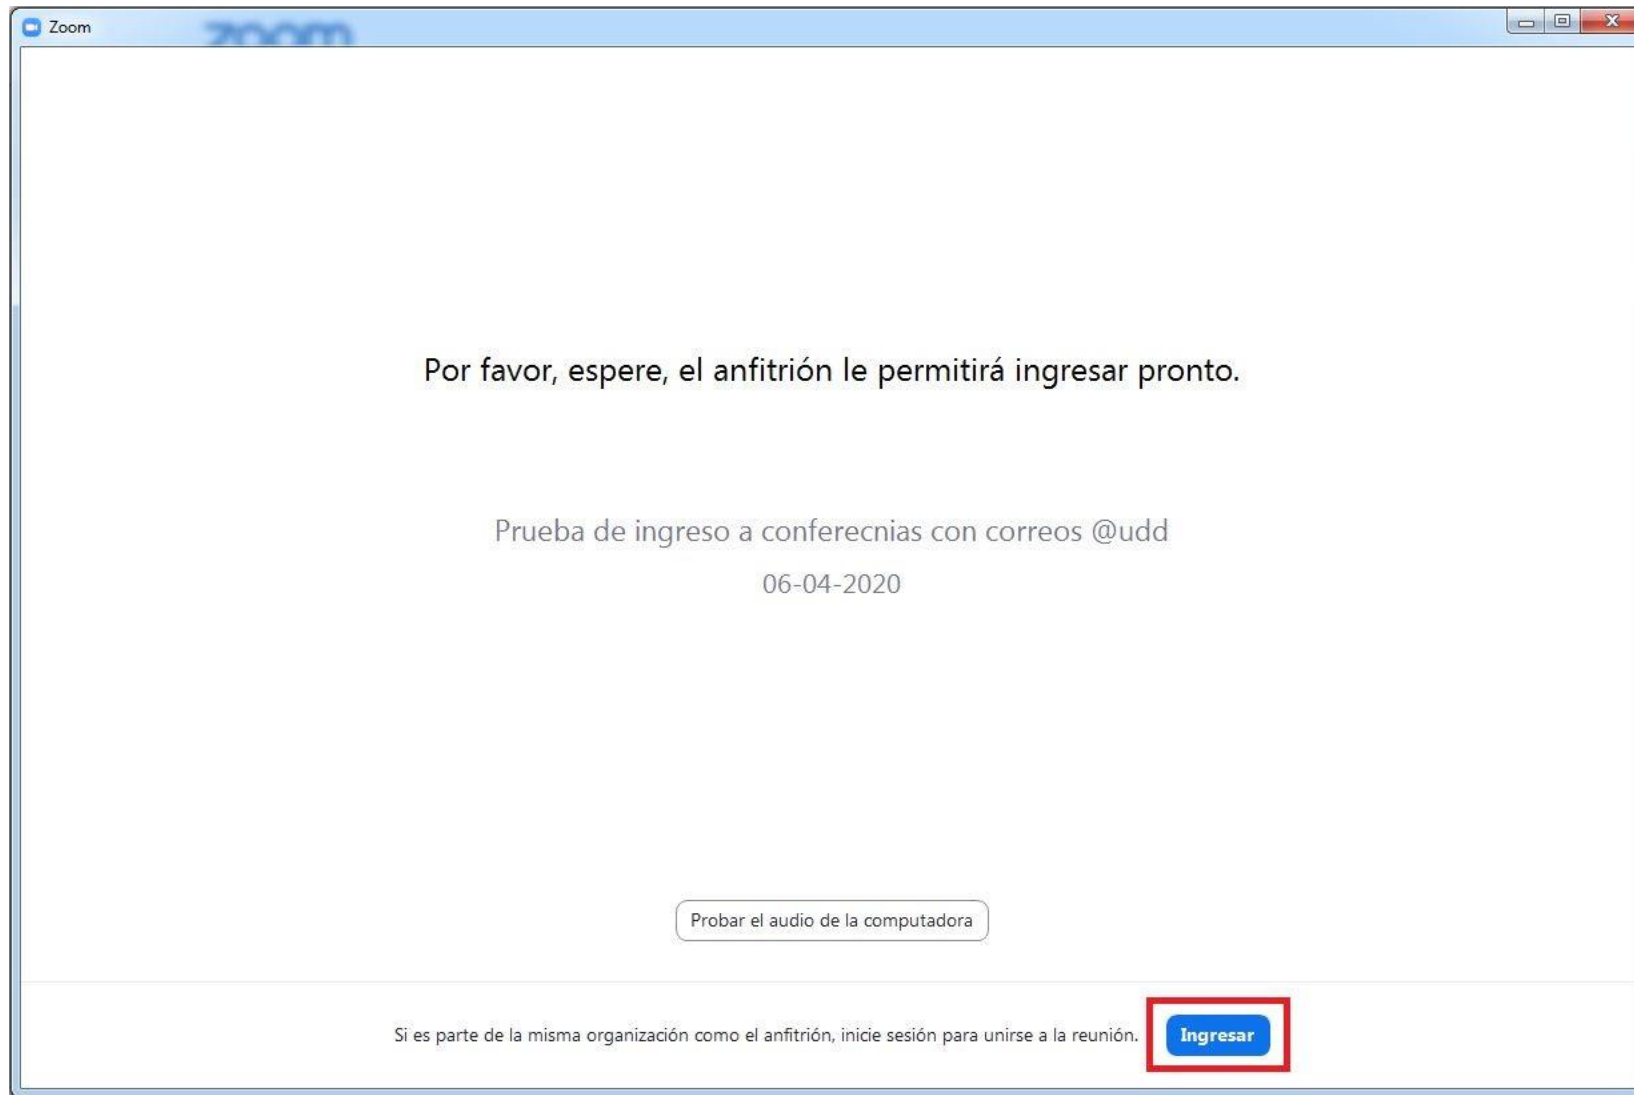 Zoom
zoom
Por favor, espere, el anfitrión le permitirá ingresar pronto.
Prueba de ingreso a conferecnias con correos @udd
06-04-2020
Probar el audio de la computadora
Si es parte de la misma organización como el anfitrión, inicie sesión para unirse a la reunión.
Ingresar